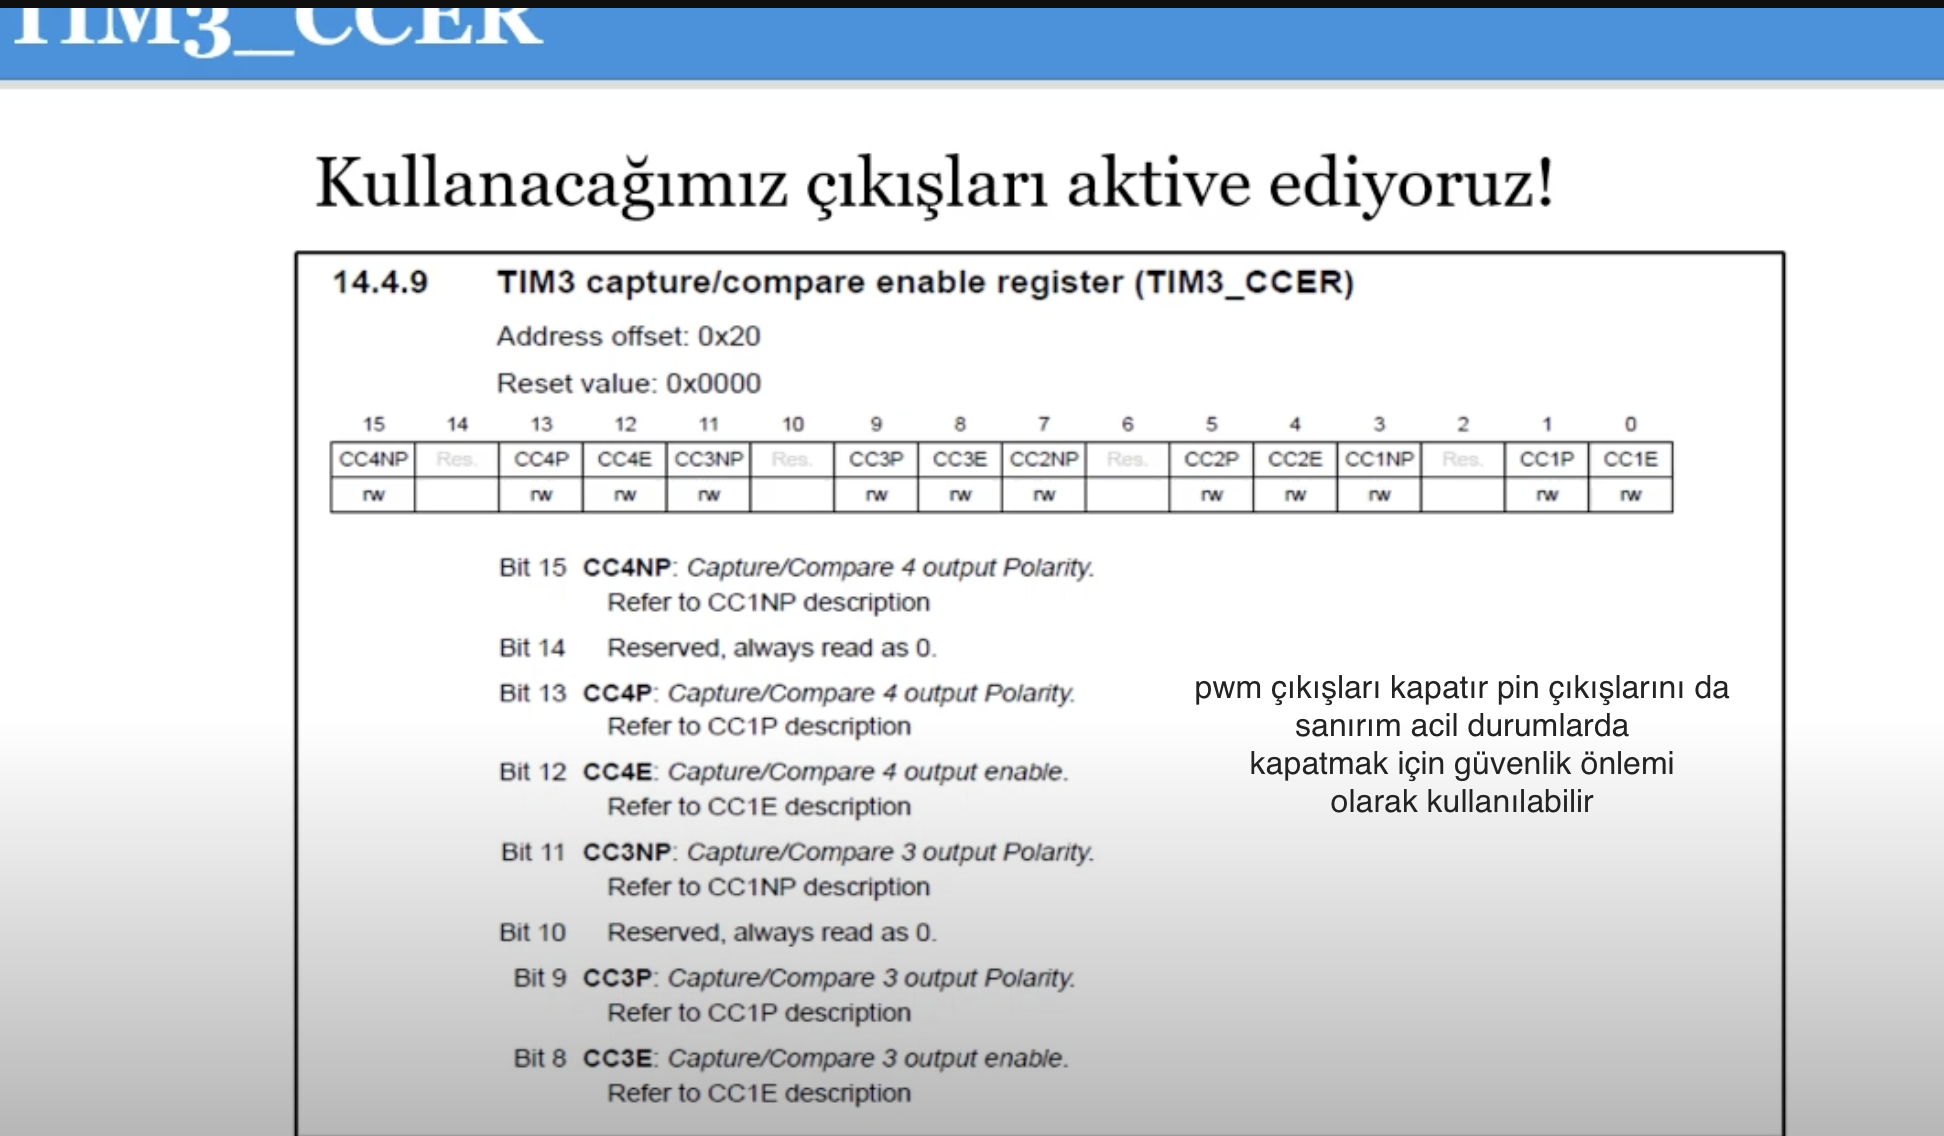 TIM3_CCER
Kullanacağımız çıkışları aktive ediyoruz!
14.4.9 TIM3 capture/compare enable register (TIM3_CCER)
Address offset: 0x20
Reset value: 0x0000
15 14 13 12 11 10 9 8 7 6 5 4 3 2 1 0
CC4NP Res. CC4P CC4E CC3NP Res. CC3P CC3E CC2NP Res. CC2P CC2E CC1NP Res. CC1P CC1E
rw rw rw rw rw rw rw rw rw rw rw rw
Bit 15 CC4NP: Capture/Compare 4 output Polarity.
Refer to CC1NP description
Bit 14 Reserved, always read as 0.
Bit 13 CC4P: Capture/Compare 4 output Polarity.
Refer to CC1P description
Bit 12 CC4E: Capture/Compare 4 output enable.
Refer to CC1E description
Bit 11 CC3NP: Capture/Compare 3 output Polarity.
Refer to CC1NP description
Bit 10 Reserved, always read as 0.
Bit 9 CC3P: Capture/Compare 3 output Polarity.
Refer to CC1P description
Bit 8 CC3E: Capture/Compare 3 output enable.
Refer to CC1E description
pwm çıkışları kapatır pin çıkışlarını da
sanırım acil durumlarda
kapatmak için güvenlik önlemi
olarak kullanılabilir